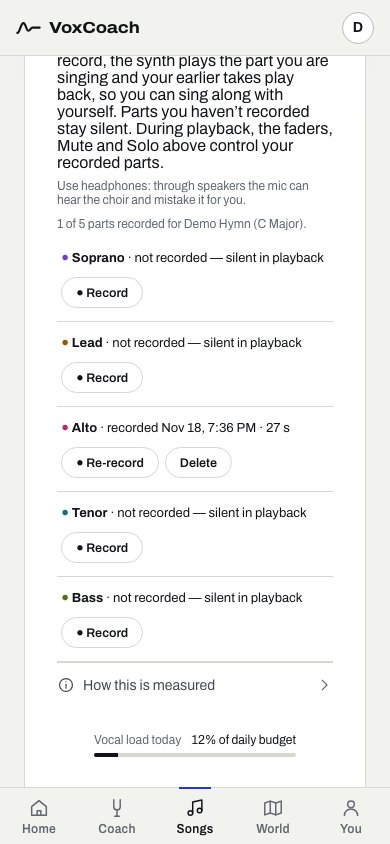 VoxCoach
D
record, the synth plays the part you are
singing and your earlier takes play
back, so you can sing along with
yourself. Parts you haven’t recorded
stay silent. During playback, the faders,
Mute and Solo above control your
recorded parts.
Use headphones: through speakers the mic can
hear the choir and mistake it for you.
1 of 5 parts recorded for Demo Hymn (C Major).
Soprano · not recorded — silent in playback
Record
Lead · not recorded — silent in playback
Record
Alto · recorded Nov 18, 7:36 PM · 27 s
Re-record Delete
Tenor · not recorded — silent in playback
Record
Bass · not recorded — silent in playback
Record
How this is measured
Vocal load today 12% of daily budget
Home Coach Songs World You